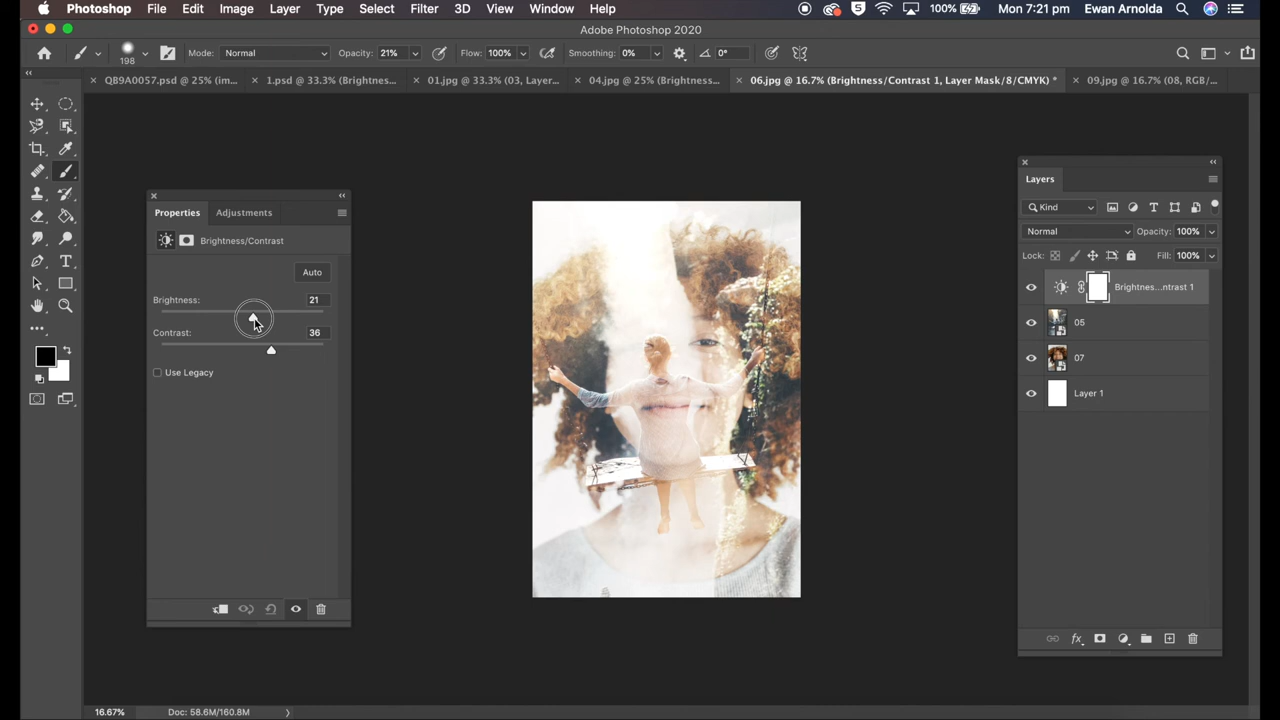 Photoshop File Edit Image Layer Type Select Filter 3D View Window Help 100% Mon 7:21 pm Ewan Arnolda
Adobe Photoshop 2020
198 Mode: Normal Opacity: 21% Flow: 100% Smoothing: 0% 0°
QB9A0057.psd @ 25% (im... 1.psd @ 33.3% (Brightnes... 01.jpg @ 33.3% (03, Layer... 04.jpg @ 25% (Brightness... 06.jpg @ 16.7% (Brightness/Contrast 1, Layer Mask/8/CMYK) * 09.jpg @ 16.7% (08, RGB/...
Layers
Kind
Properties Adjustments
Normal Opacity: 100%
Brightness/Contrast
Lock: Fill: 100%
Auto
Brightnes...ntrast 1
Brightness: 21
05
Contrast: 36
07
Use Legacy
Layer 1
16.67% Doc: 58.6M/160.8M